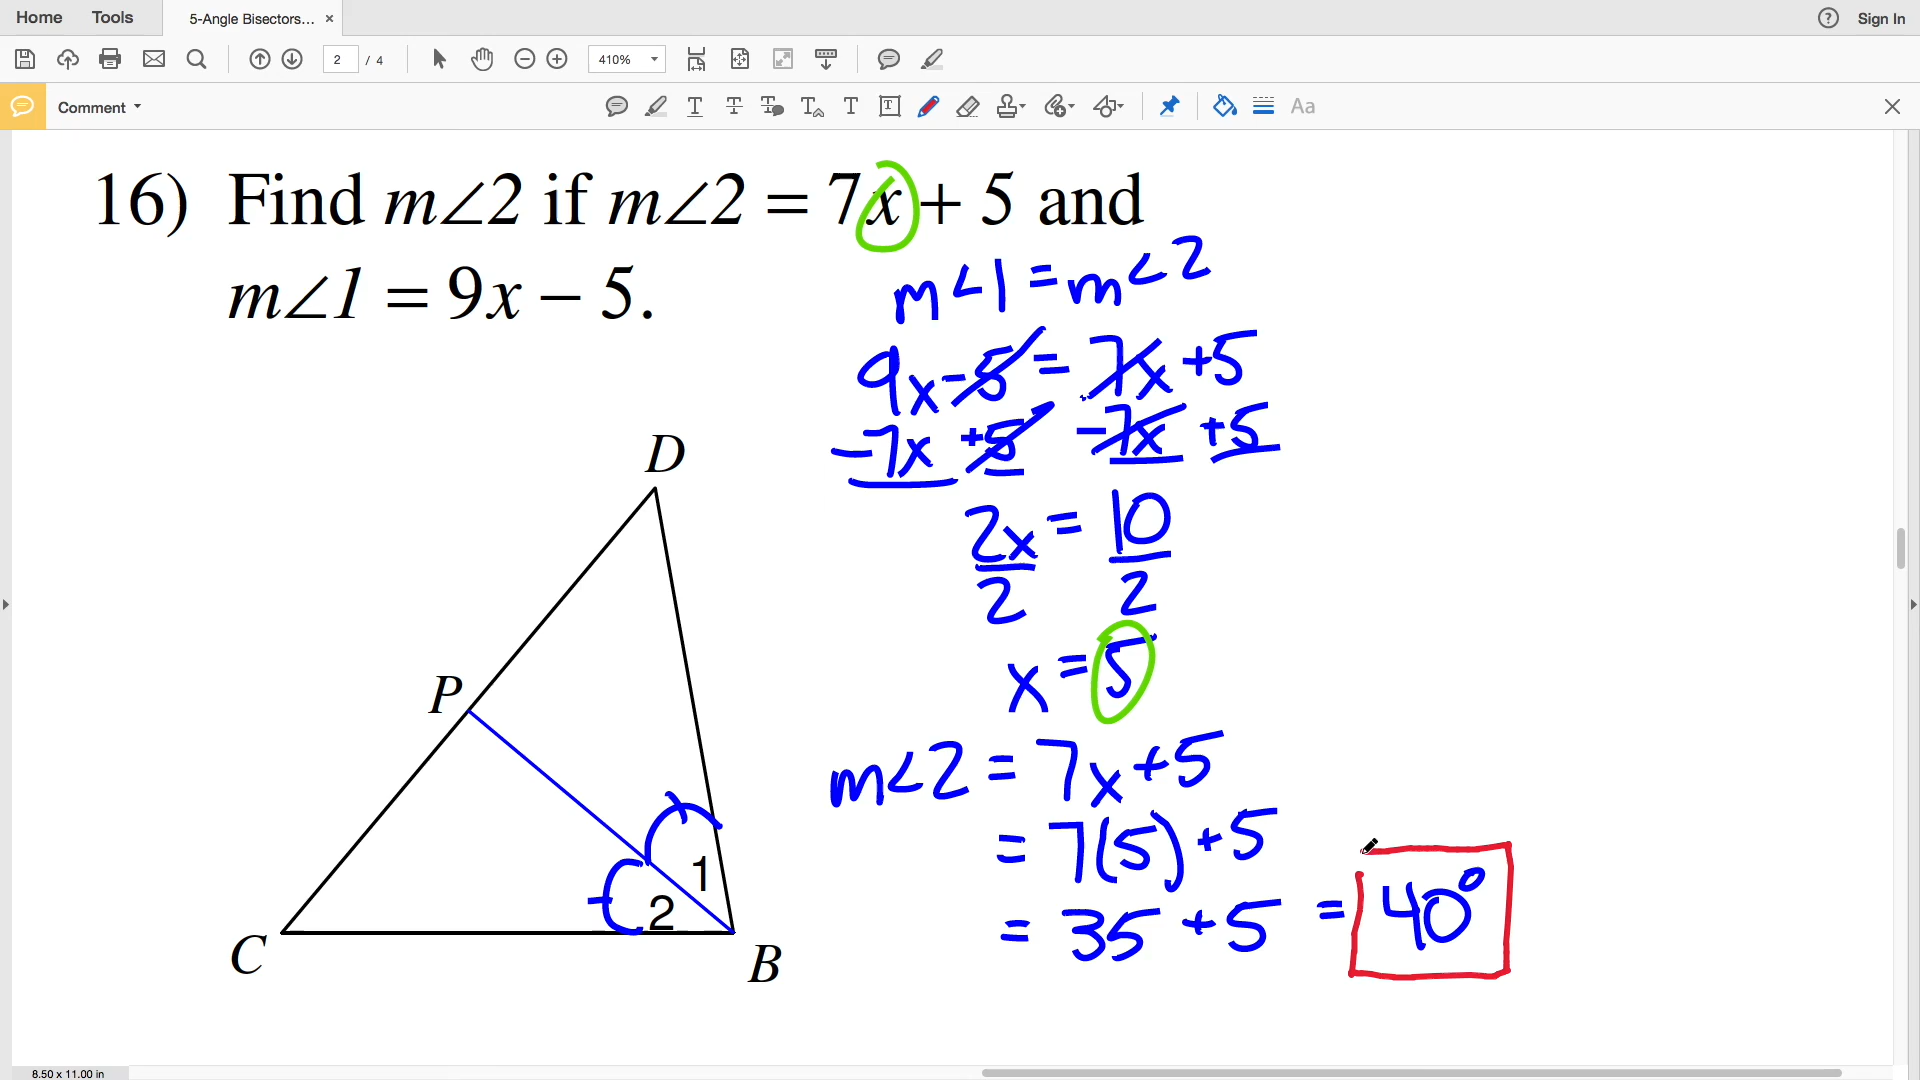 Home Tools 5-Angle Bisectors... × ? Sign In
2 / 4 410%
Comment Aa
16) Find m∠2 if m∠2 = 7x + 5 and
m∠1 = 9x − 5.
m∠1 = m∠2
9x − 5 = 7x + 5
−7x + 5 −7x + 5
2x = 10
2 2
x = 5
m∠2 = 7x + 5
= 7(5) + 5
= 35 + 5 = 40°
D
P
1
2
C
B
8.50 x 11.00 in